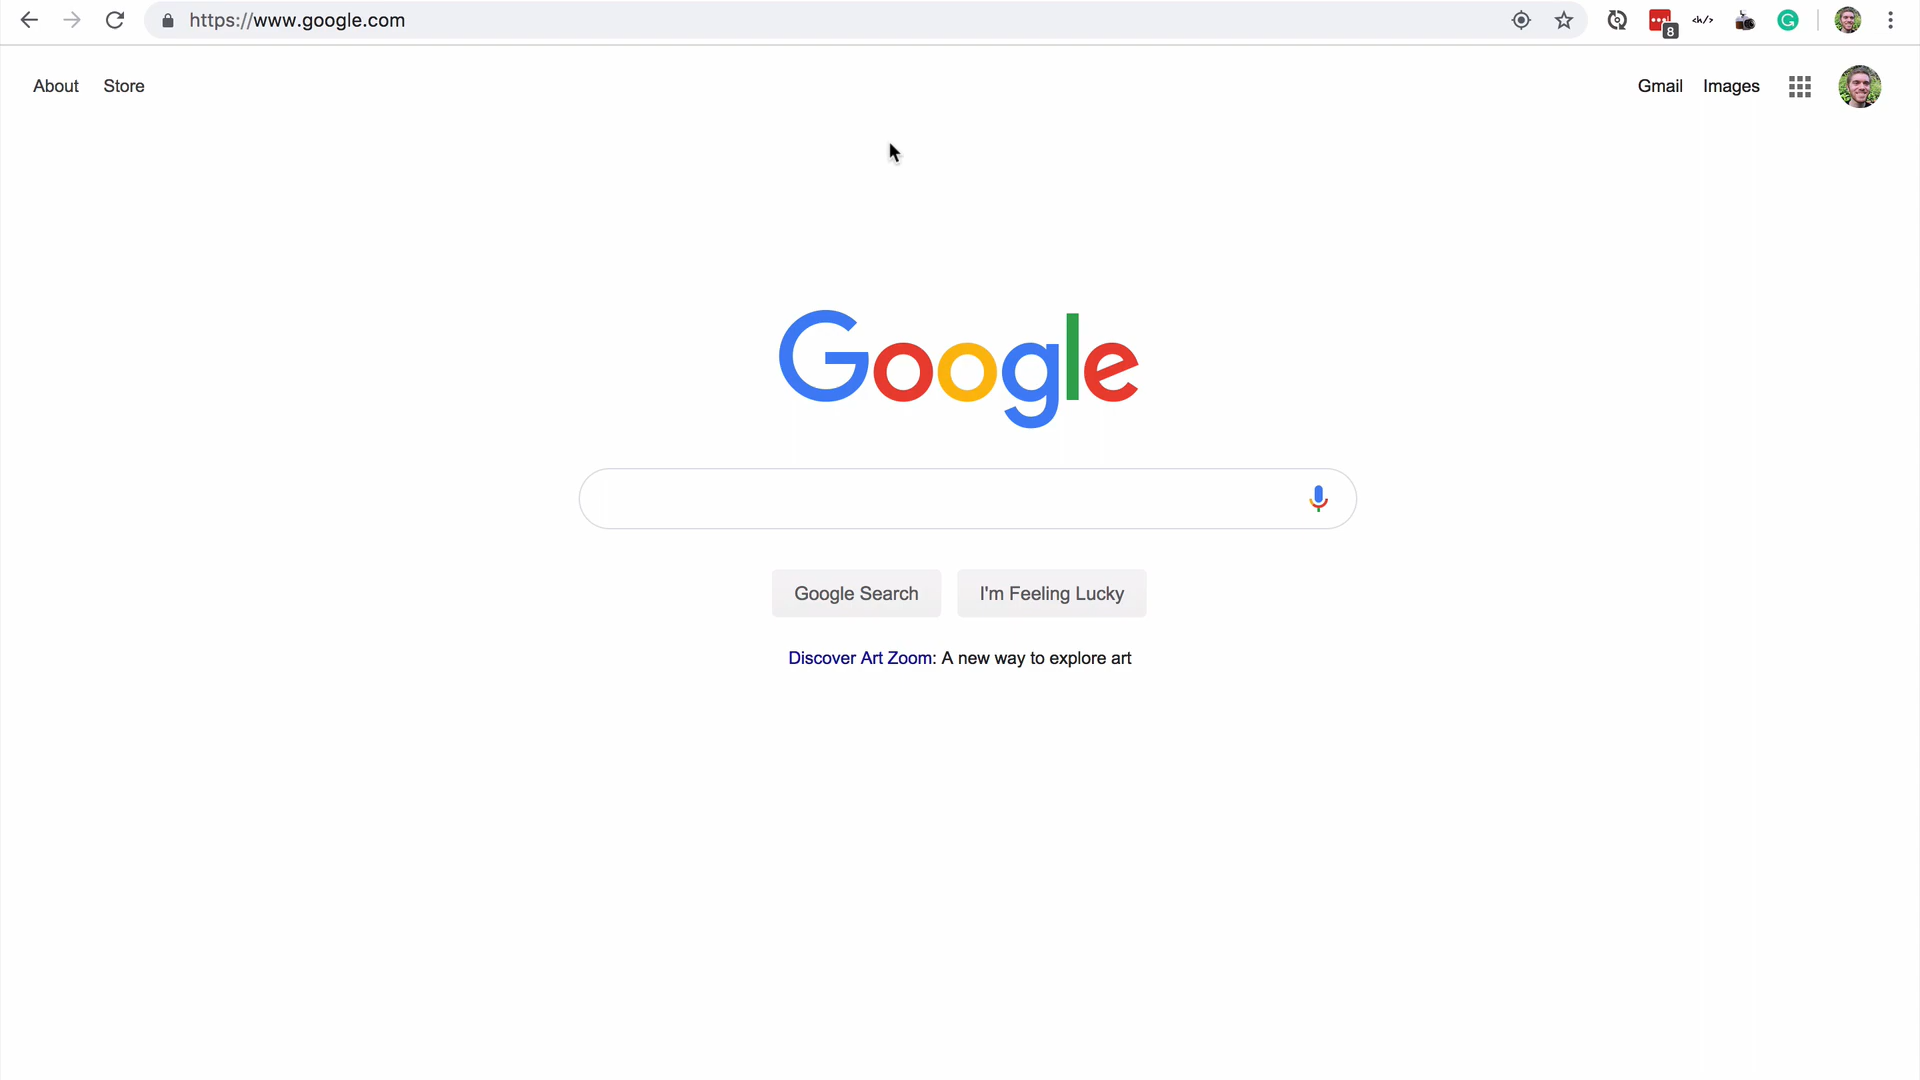 https://www.google.com
8
<h/>
About Store
Gmail Images
Google
Google Search
I'm Feeling Lucky
Discover Art Zoom: A new way to explore art